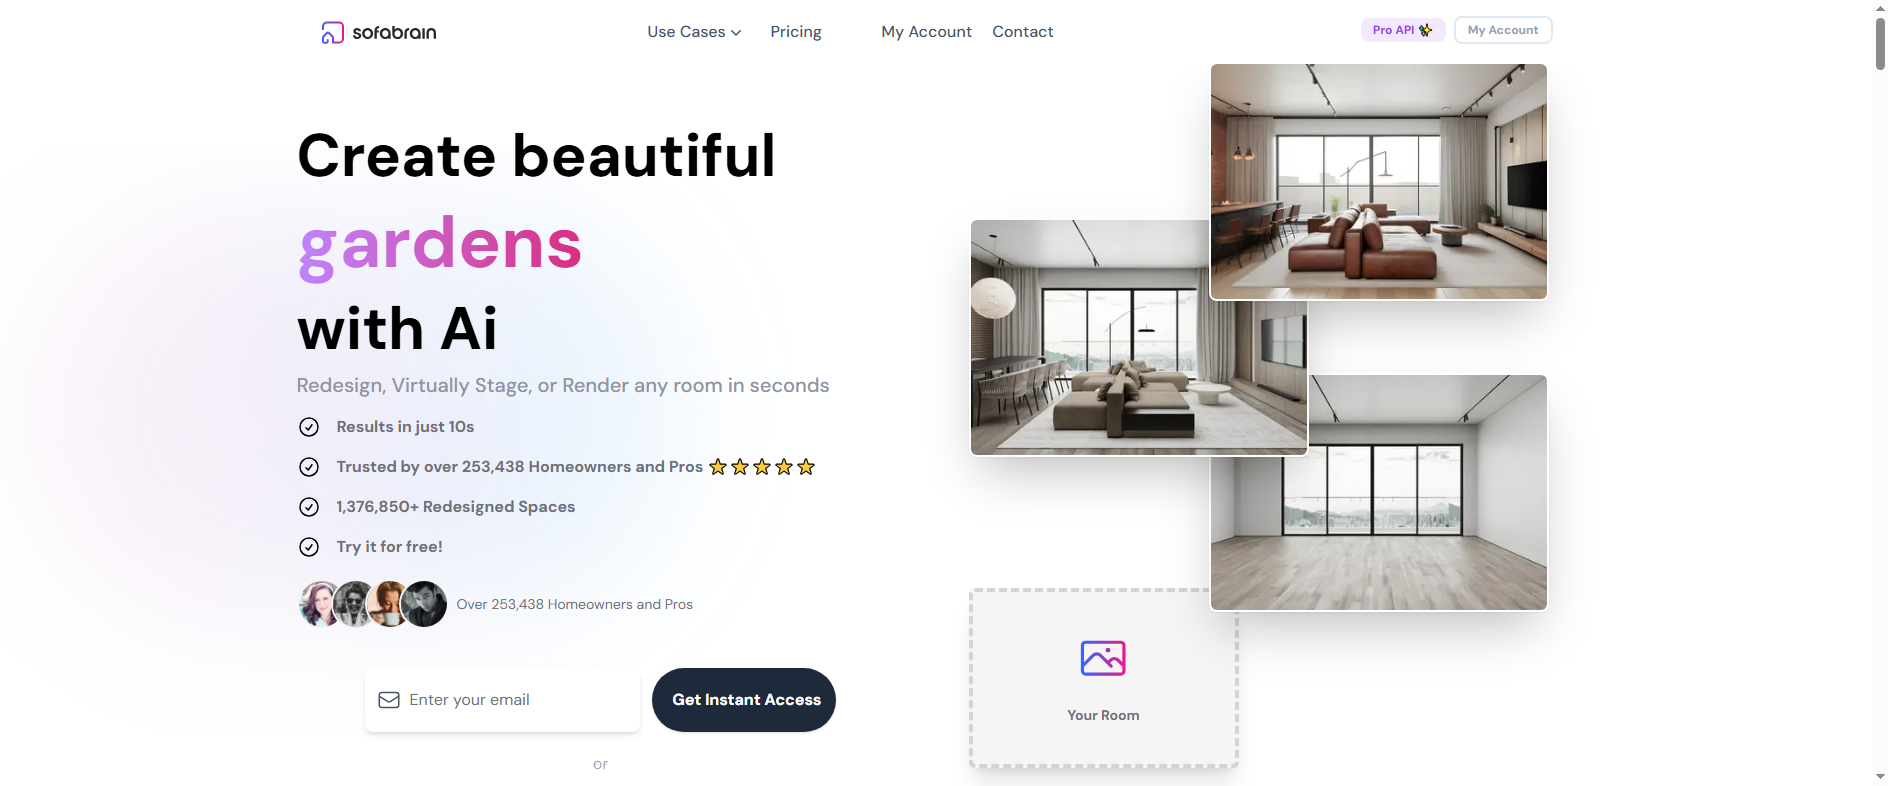 sofabrain
Use Cases
Pricing
My Account
Contact
Pro API
My Account
Create beautiful
gardens
with Ai
Redesign, Virtually Stage, or Render any room in seconds
Results in just 10s
Trusted by over 253,438 Homeowners and Pros
1,376,850+ Redesigned Spaces
Try it for free!
Over 253,438 Homeowners and Pros
Enter your email
Get Instant Access
or
Your Room